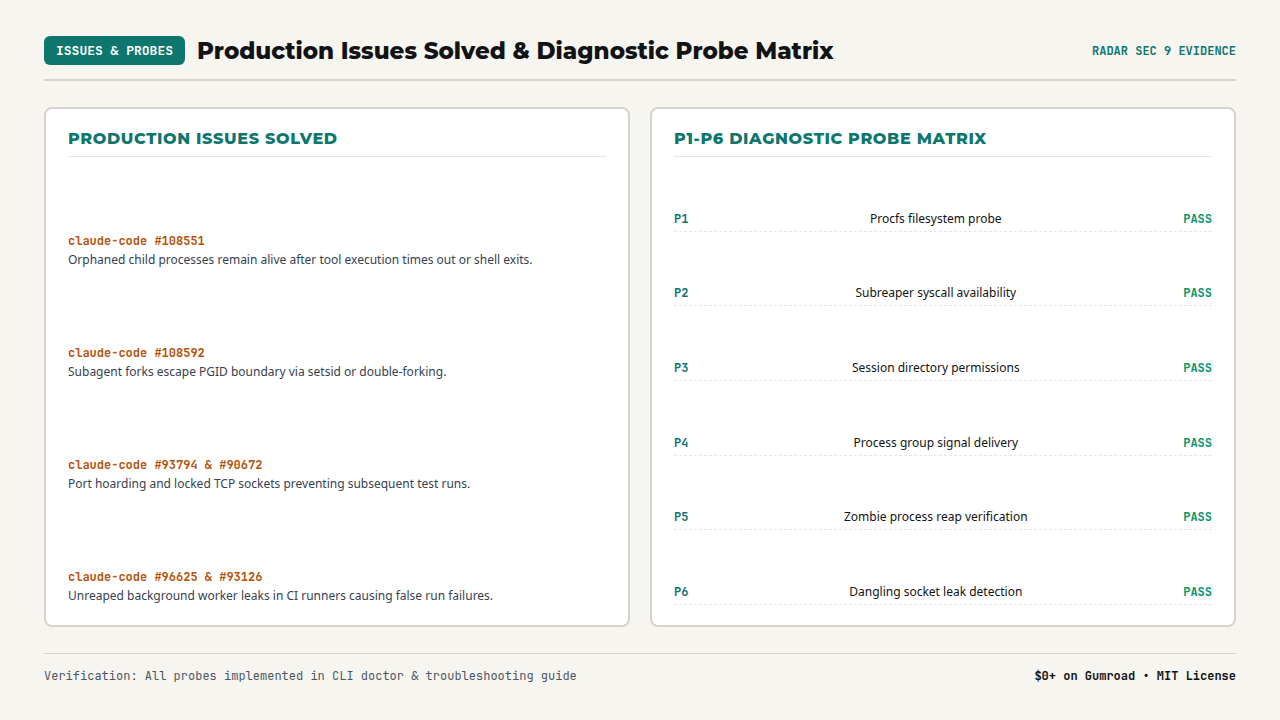 ISSUES & PROBES
Production Issues Solved & Diagnostic Probe Matrix
RADAR SEC 9 EVIDENCE
PRODUCTION ISSUES SOLVED
claude-code #108551
Orphaned child processes remain alive after tool execution times out or shell exits.
claude-code #108592
Subagent forks escape PGID boundary via setsid or double-forking.
claude-code #93794 & #90672
Port hoarding and locked TCP sockets preventing subsequent test runs.
claude-code #96625 & #93126
Unreaped background worker leaks in CI runners causing false run failures.
P1-P6 DIAGNOSTIC PROBE MATRIX
P1 Procfs filesystem probe PASS
P2 Subreaper syscall availability PASS
P3 Session directory permissions PASS
P4 Process group signal delivery PASS
P5 Zombie process reap verification PASS
P6 Dangling socket leak detection PASS
Verification: All probes implemented in CLI doctor & troubleshooting guide
$0+ on Gumroad • MIT License